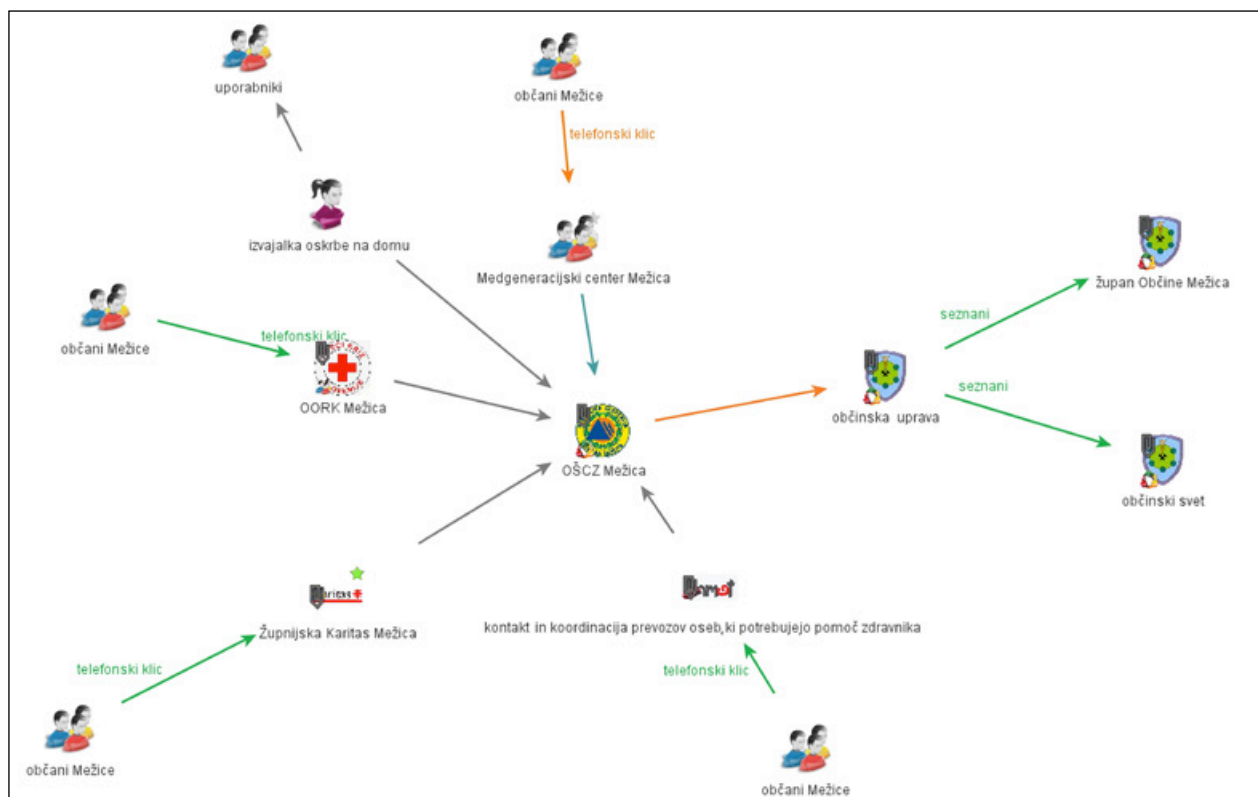 uporabniki
občani Mežice
telefonski klic
izvajalka oskrbe na domu
Medgeneracijski center Mežica
župan Občine Mežica
občani Mežice
telefonski klic
seznani
OORK Mežica
seznani
občinska uprava
OŠCZ Mežica
občinski svet
Župnijska Karitas Mežica
kontakt in koordinacija prevozov oseb,ki potrebujejo pomoč zdravnika
telefonski klic
telefonski klic
občani Mežice
občani Mežice